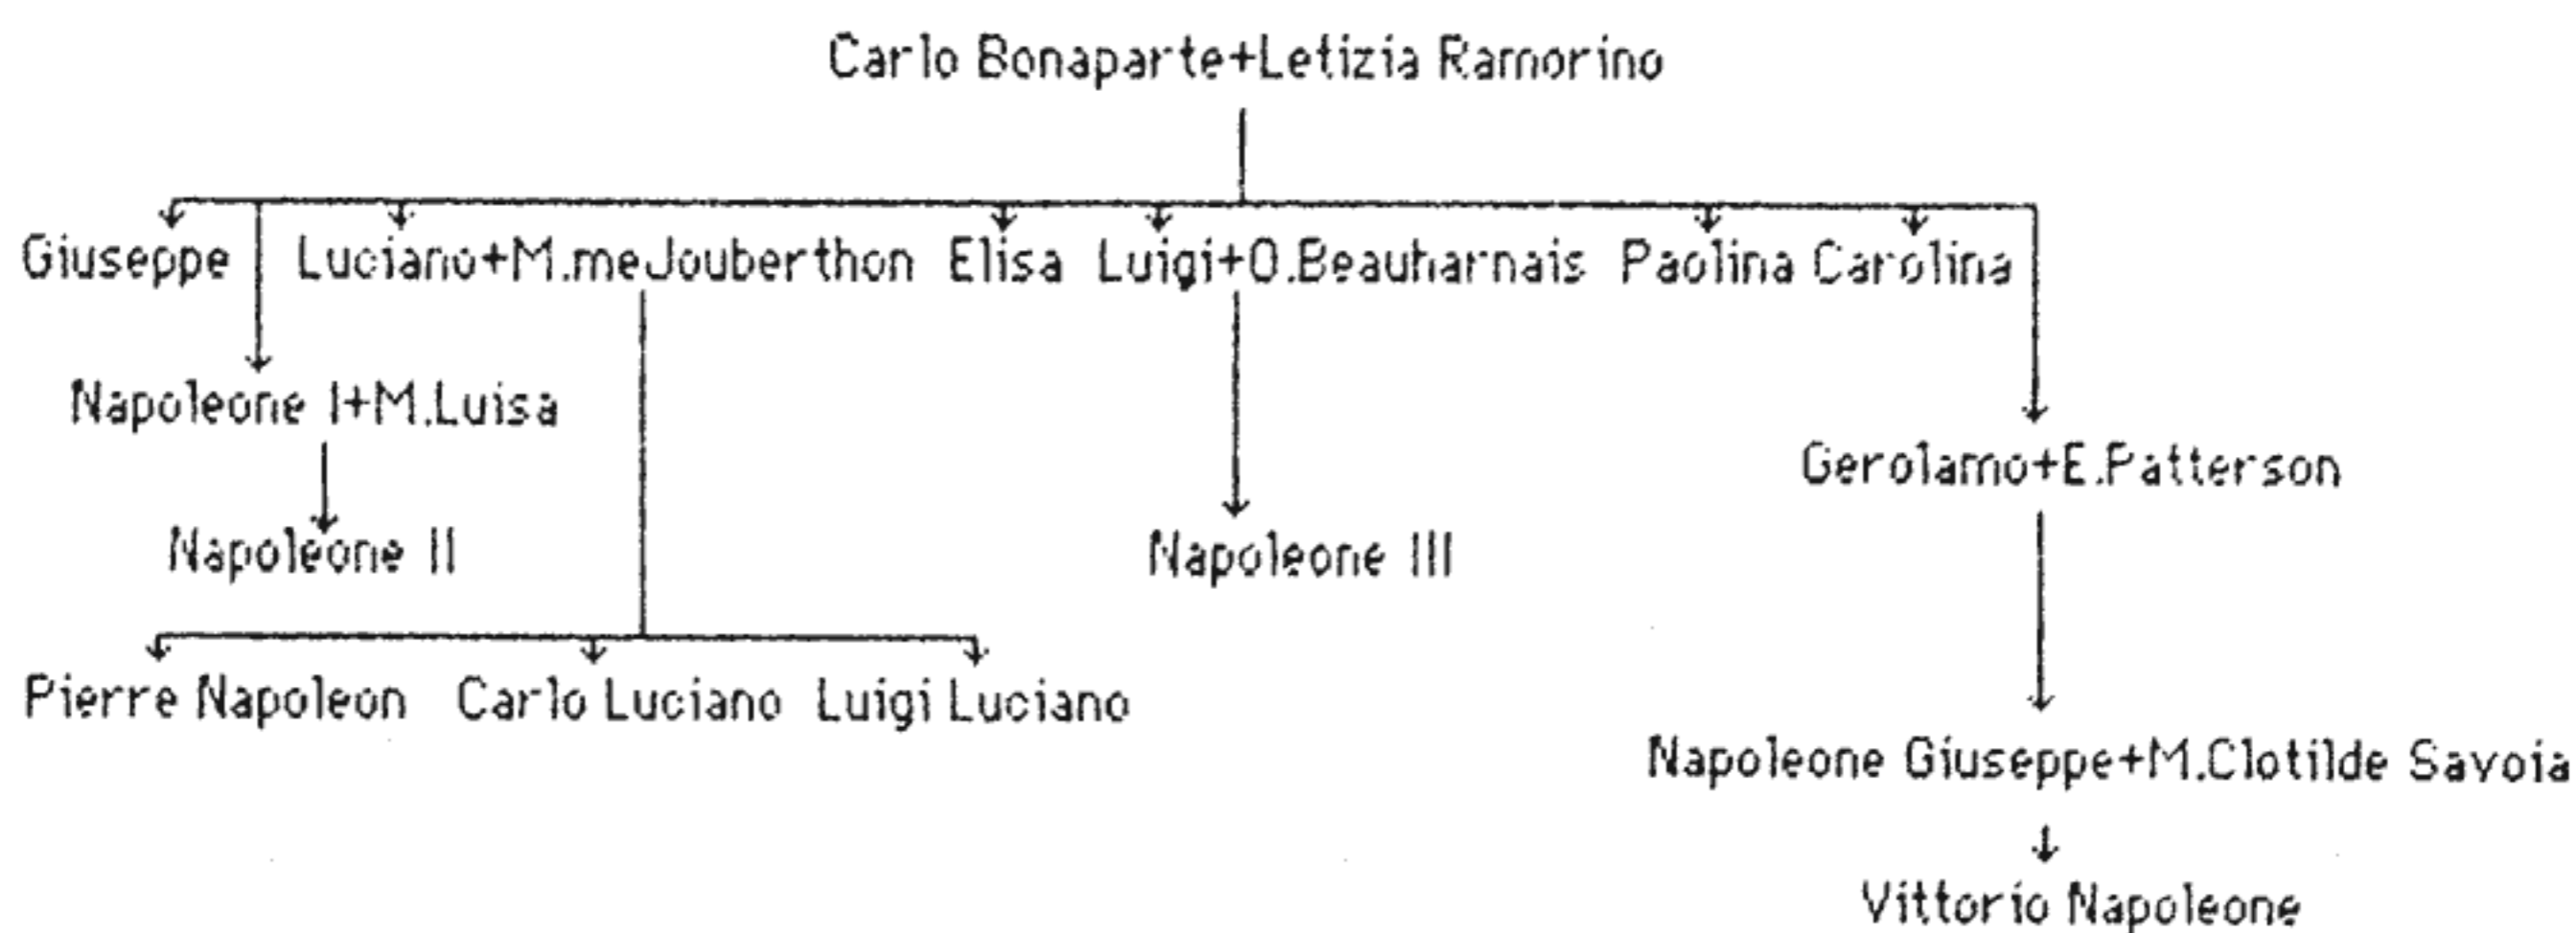 Carlo Bonaparte+Letizia Ramorino
Giuseppe Luciano+M.meJouberthon Elisa Luigi+O.Beauharnais Paolina Carolina
Napoleone I+M.Luisa
Gerolamo+E.Patterson
Napoleone II Napoleone III
Pierre Napoleon Carlo Luciano Luigi Luciano
Napoleone Giuseppe+M.Clotilde Savoia
Vittorio Napoleone